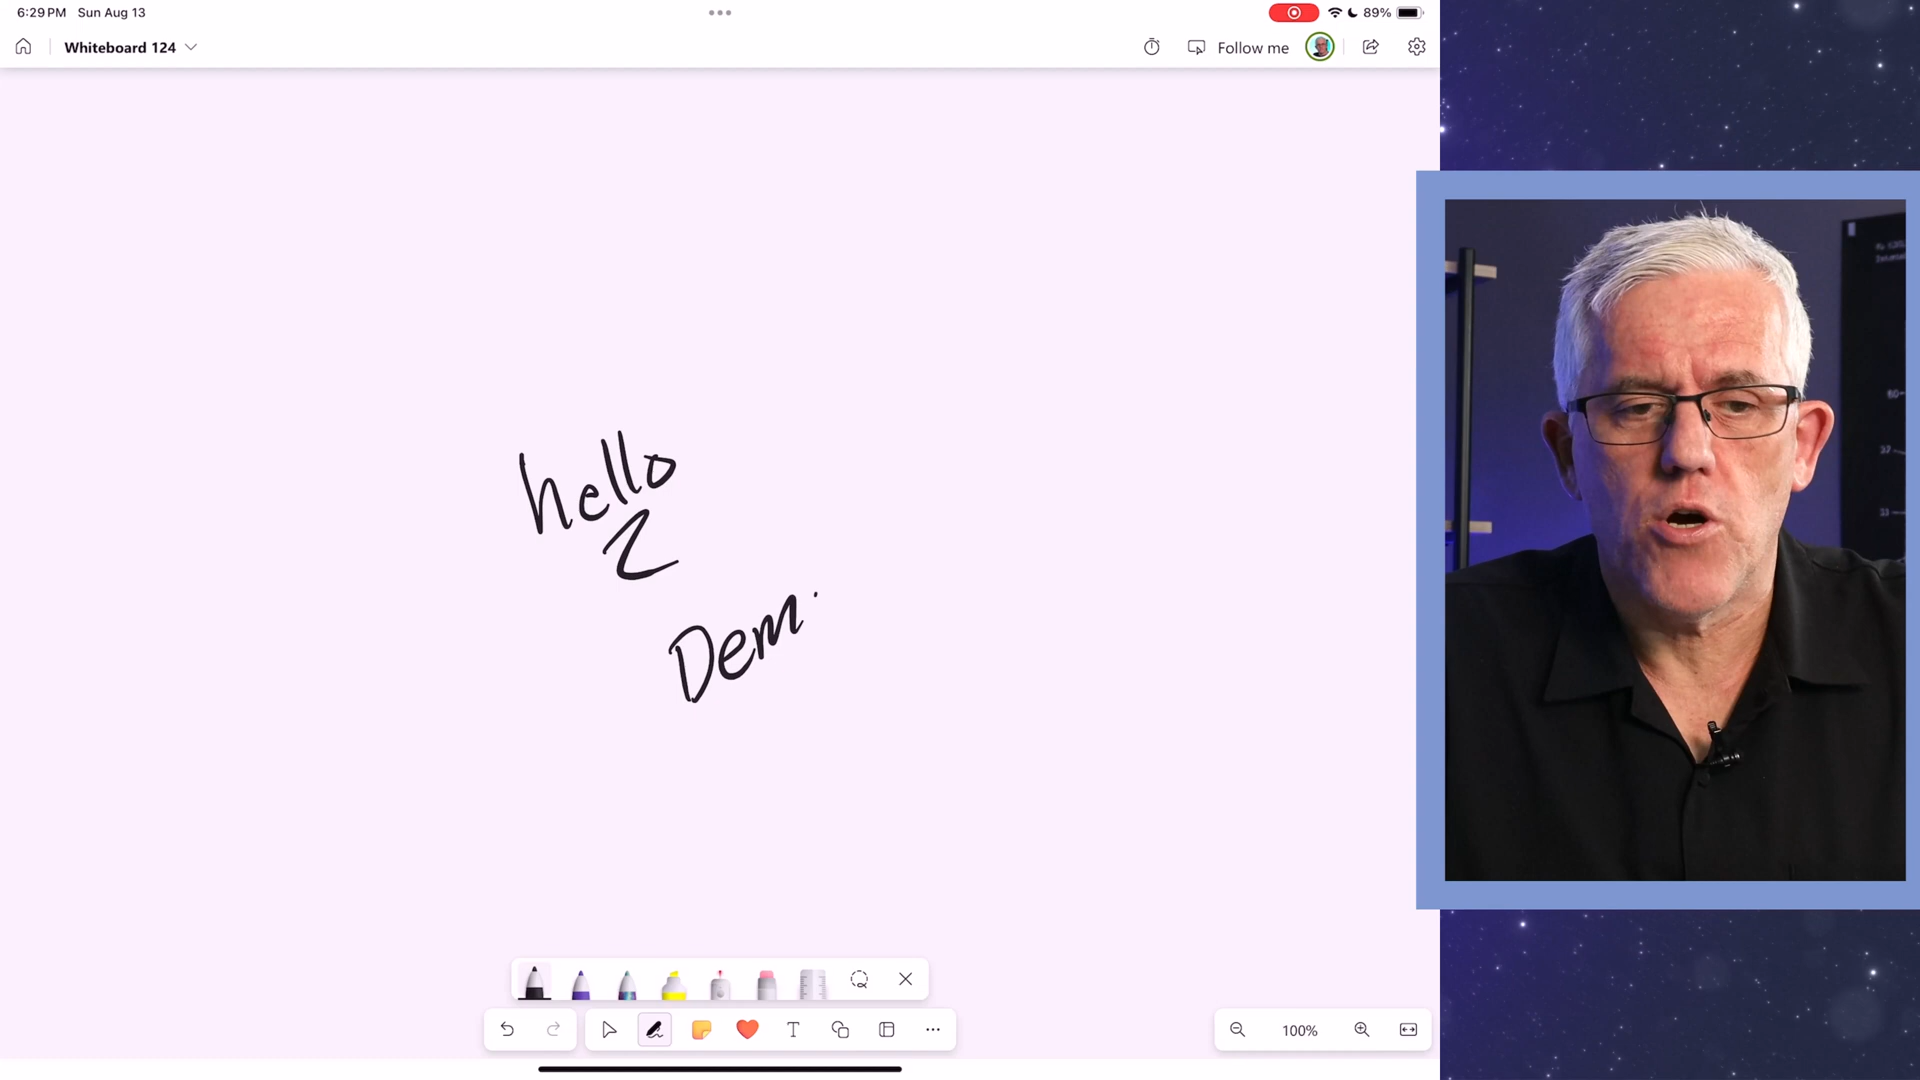 6:29 PM Sun Aug 13
89%
Whiteboard 124
Follow me
hello
2
Dem
100%